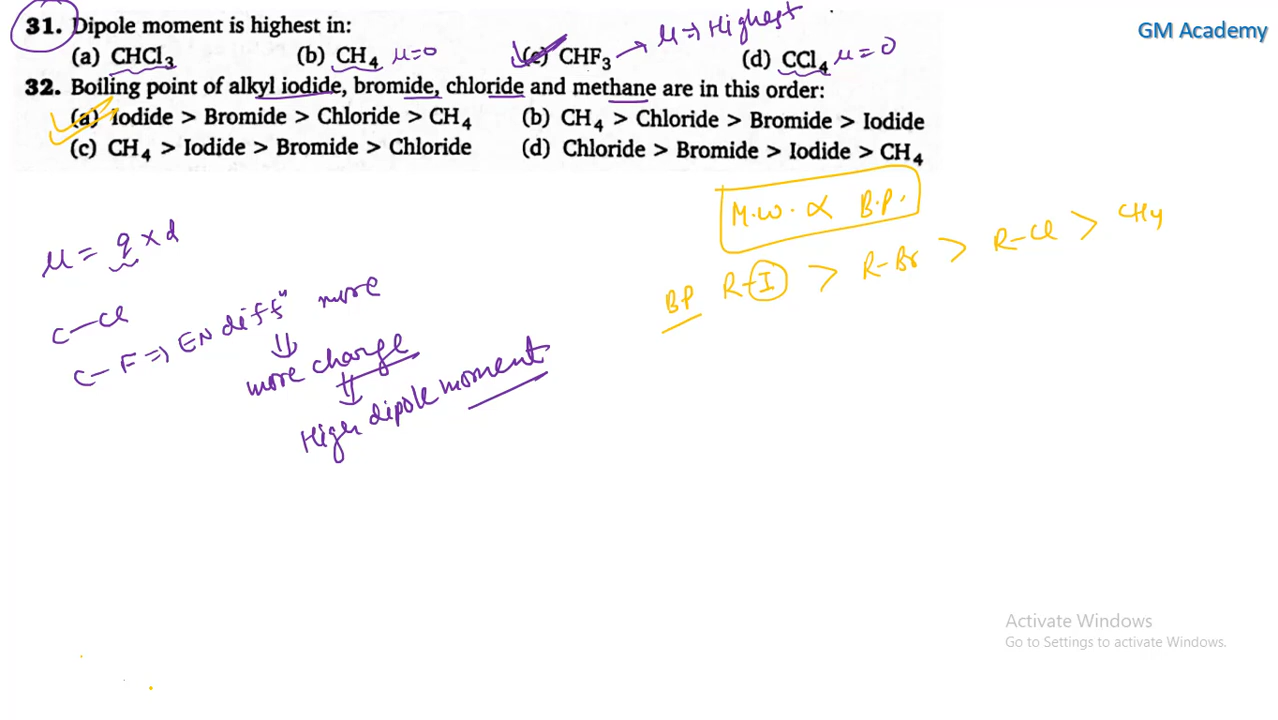 GM Academy
31. Dipole moment is highest in:
μ ⇒ Highest
(a) CHCl3 (b) CH4 μ=0 (c) CHF3 → (d) CCl4 μ=0
32. Boiling point of alkyl iodide, bromide, chloride and methane are in this order:
(a) Iodide > Bromide > Chloride > CH4 (b) CH4 > Chloride > Bromide > Iodide
(c) CH4 > Iodide > Bromide > Chloride (d) Chloride > Bromide > Iodide > CH4
M.W. ∝ B.P.
BP R-I > R-Br > R-Cl > CH4
μ = q × d
C-Cl
C-F ⇒ EN diffⁿ more
⇓
more charge
⇓
High dipole moment
Activate Windows
Go to Settings to activate Windows.